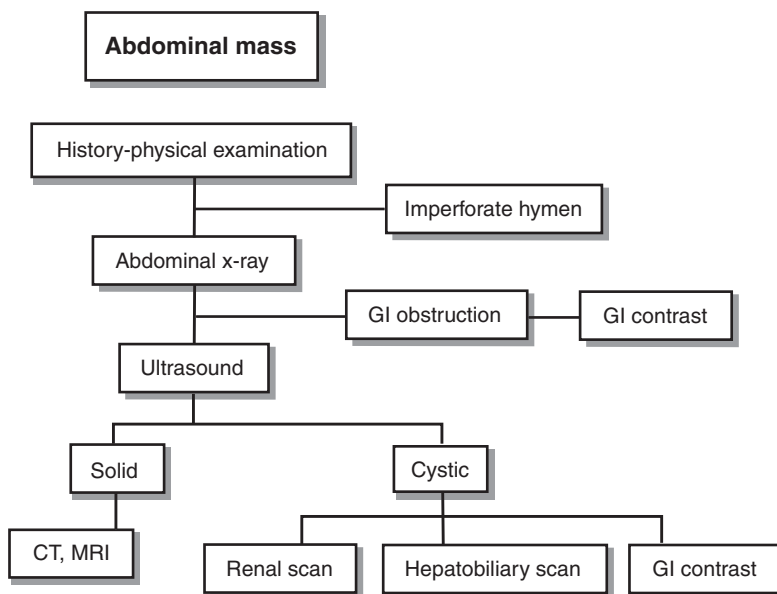 Abdominal mass
History-physical examination
Imperforate hymen
Abdominal x-ray
GI obstruction
GI contrast
Ultrasound
Solid
Cystic
CT, MRI
Renal scan
Hepatobiliary scan
GI contrast